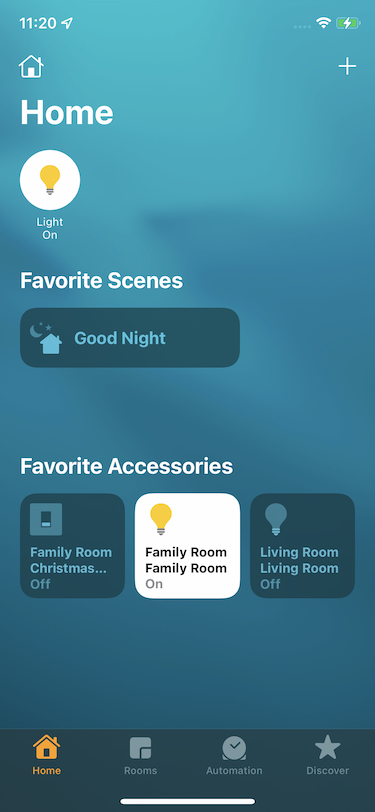 11:20
Home
Light
On
Favorite Scenes
Good Night
Favorite Accessories
Family Room
Christmas...
Off
Family Room
Family Room
On
Living Room
Living Room
Off
Home
Rooms
Automation
Discover